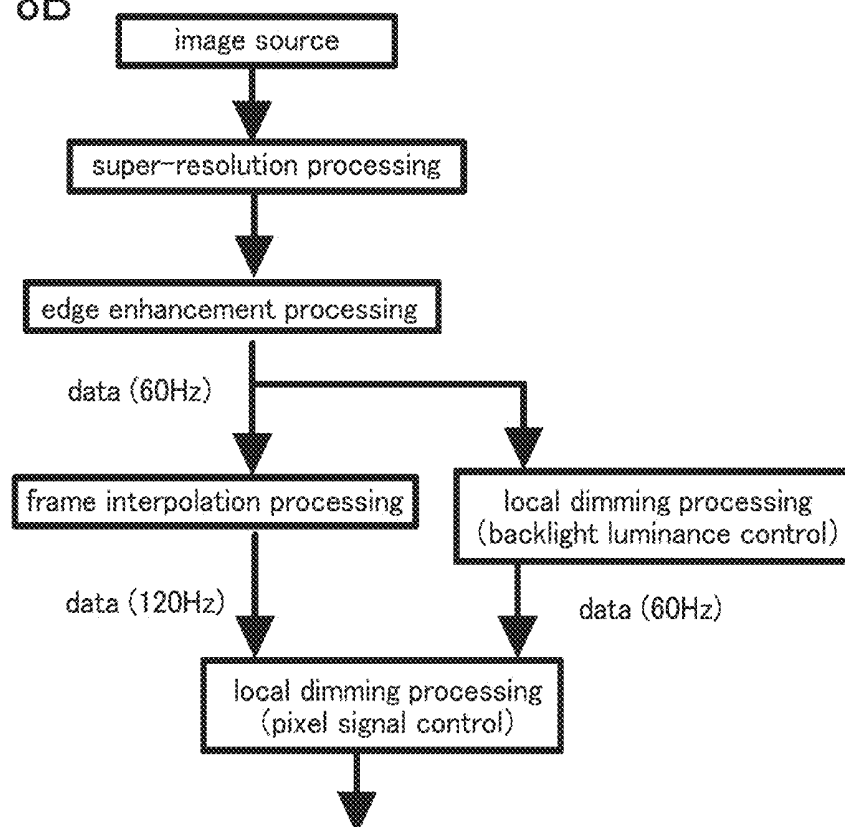 8B
image source
super-resolution processing
edge enhancement processing
data (60Hz)
frame interpolation processing
local dimming processing
(backlight luminance control)
data (120Hz)
data (60Hz)
local dimming processing
(pixel signal control)